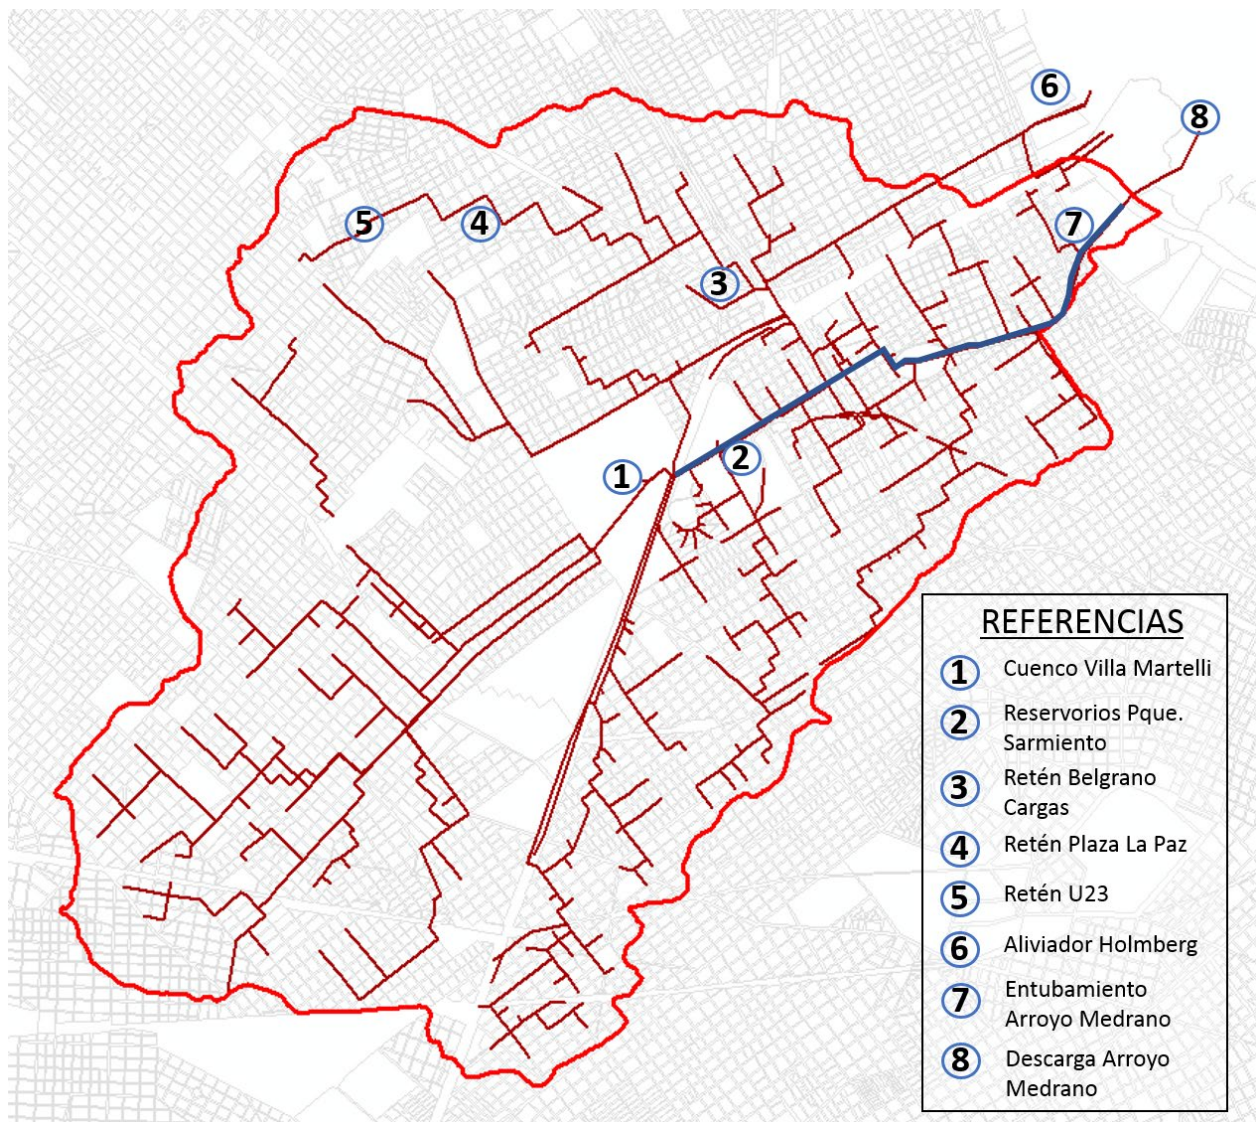 6
8
5
4
7
3
2
1
REFERENCIAS
1 Cuenco Villa Martelli
2 Reservorios Pque.
Sarmiento
3 Retén Belgrano
Cargas
4 Retén Plaza La Paz
5 Retén U23
6 Aliviador Holmberg
7 Entubamiento
Arroyo Medrano
8 Descarga Arroyo
Medrano